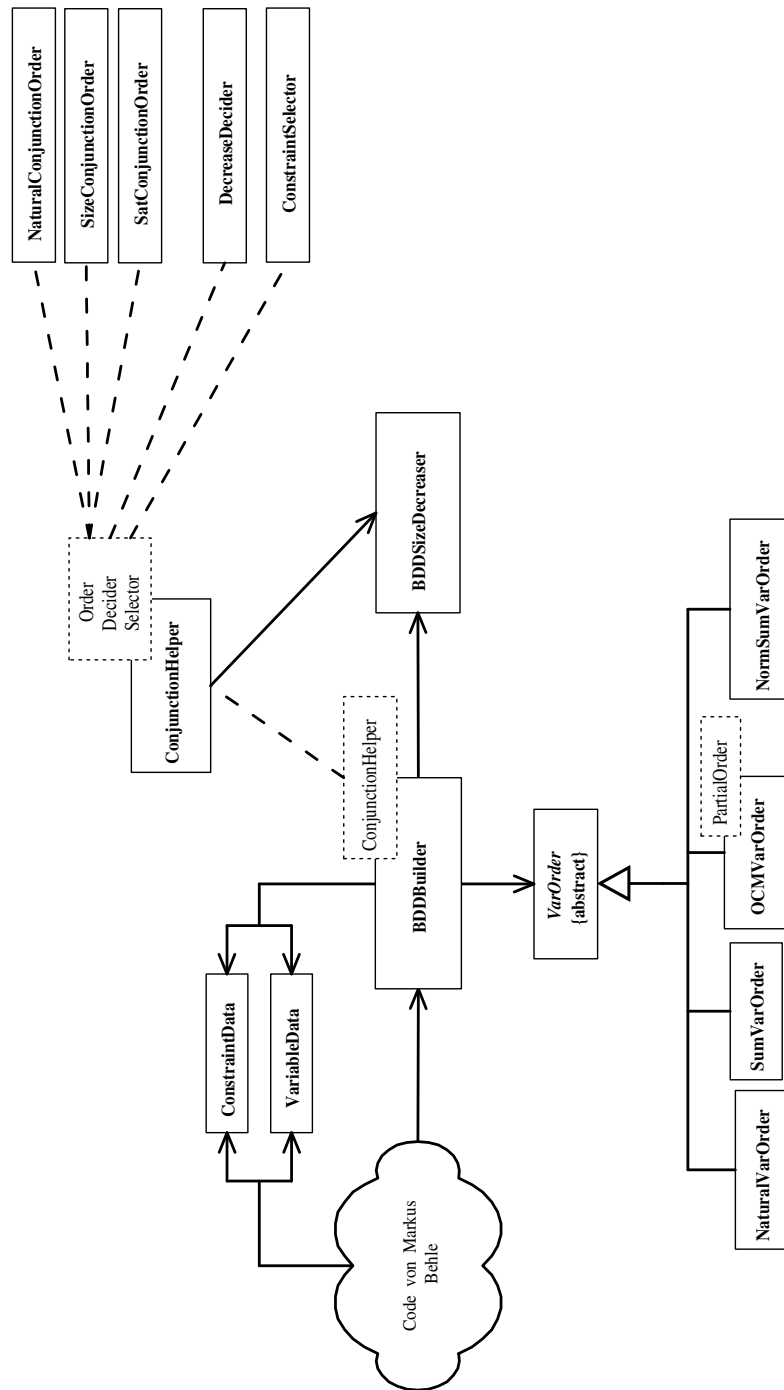 NaturalConjunctionOrder
SizeConjunctionOrder
SatConjunctionOrder
DecreaseDecider
ConstraintSelector
Order
Decider
Selector
ConjunctionHelper
BDDSizeDecreaser
ConjunctionHelper
BDDBuilder
ConstraintData
VariableData
Code von Markus
Behle
VarOrder
{abstract}
NaturalVarOrder
SumVarOrder
PartialOrder
OCMVarOrder
NormSumVarOrder